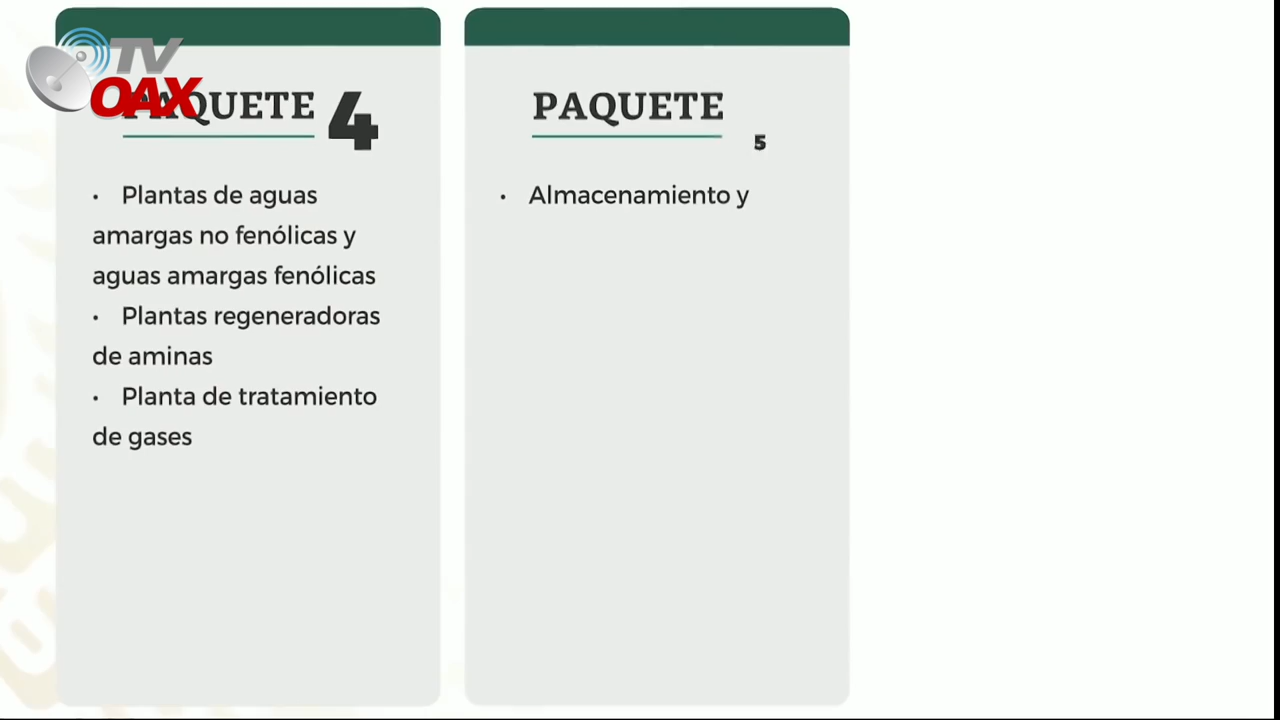 TV
OAX
PAQUETE 4
• Plantas de aguas
amargas no fenólicas y
aguas amargas fenólicas
• Plantas regeneradoras
de aminas
• Planta de tratamiento
de gases
PAQUETE 5
• Almacenamiento y